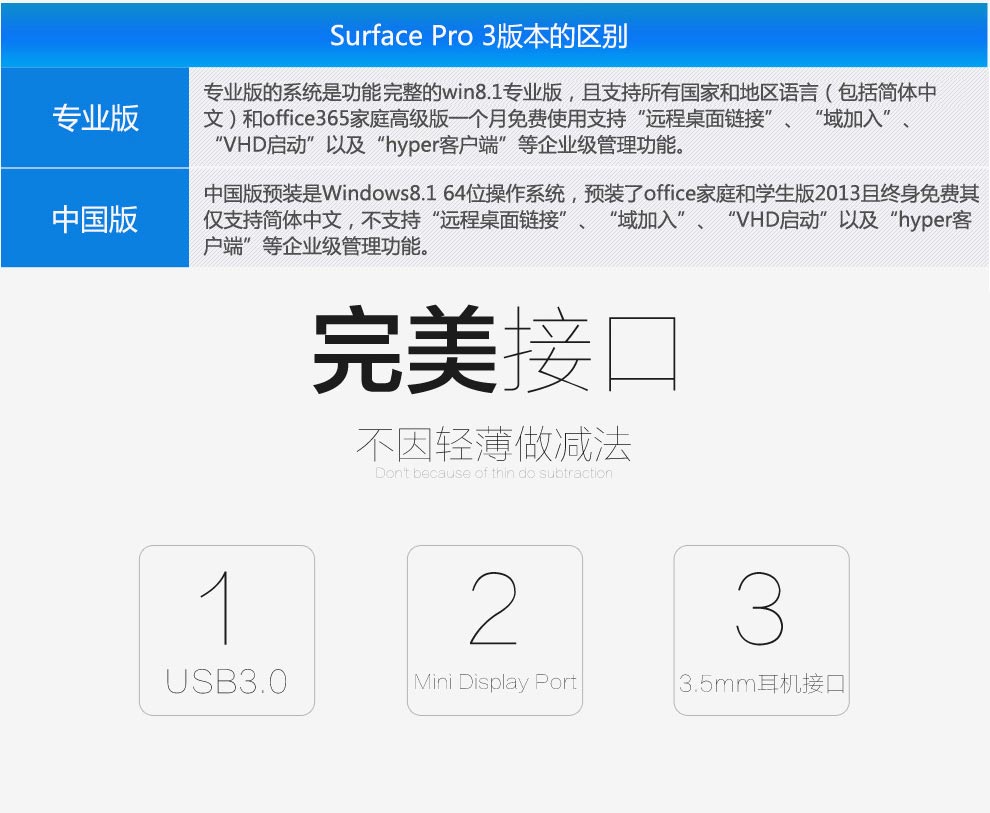 Surface Pro 3版本的区别
专业版
专业版的系统是功能完整的win8.1专业版，且支持所有国家和地区语言（包括简体中
文）和office365家庭高级版一个月免费使用支持“远程桌面链接”、“域加入”、
“VHD启动”以及“hyper客户端”等企业级管理功能。
中国版
中国版预装是Windows8.1 64位操作系统，预装了office家庭和学生版2013且终身免费其
仅支持简体中文，不支持“远程桌面链接”、“域加入”、“VHD启动”以及“hyper客
户端”等企业级管理功能。
完美接口
不因轻薄做减法
Don't because of thin do subtraction
1
USB3.0
2
Mini Display Port
3
3.5mm耳机接口